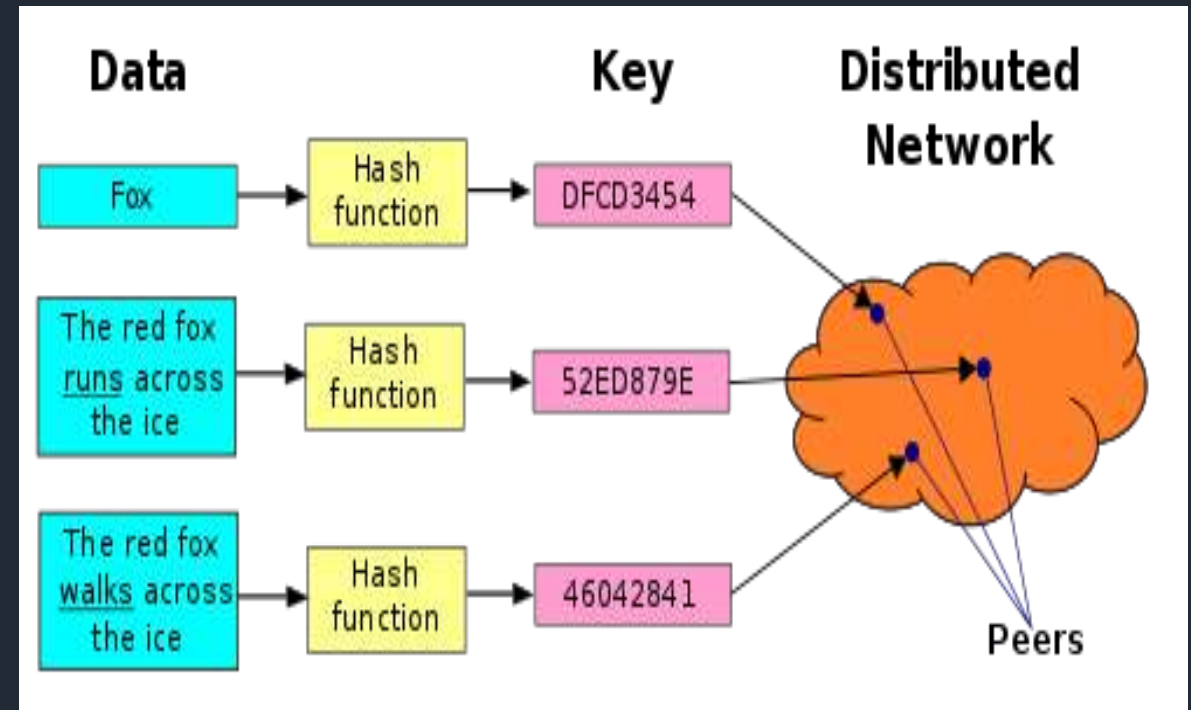 Data
Key
Distributed
Network
Fox
Hash
function
DFCD3454
The red fox
runs across
the ice
Hash
function
52ED879E
The red fox
walks across
the ice
Hash
function
46042841
Peers